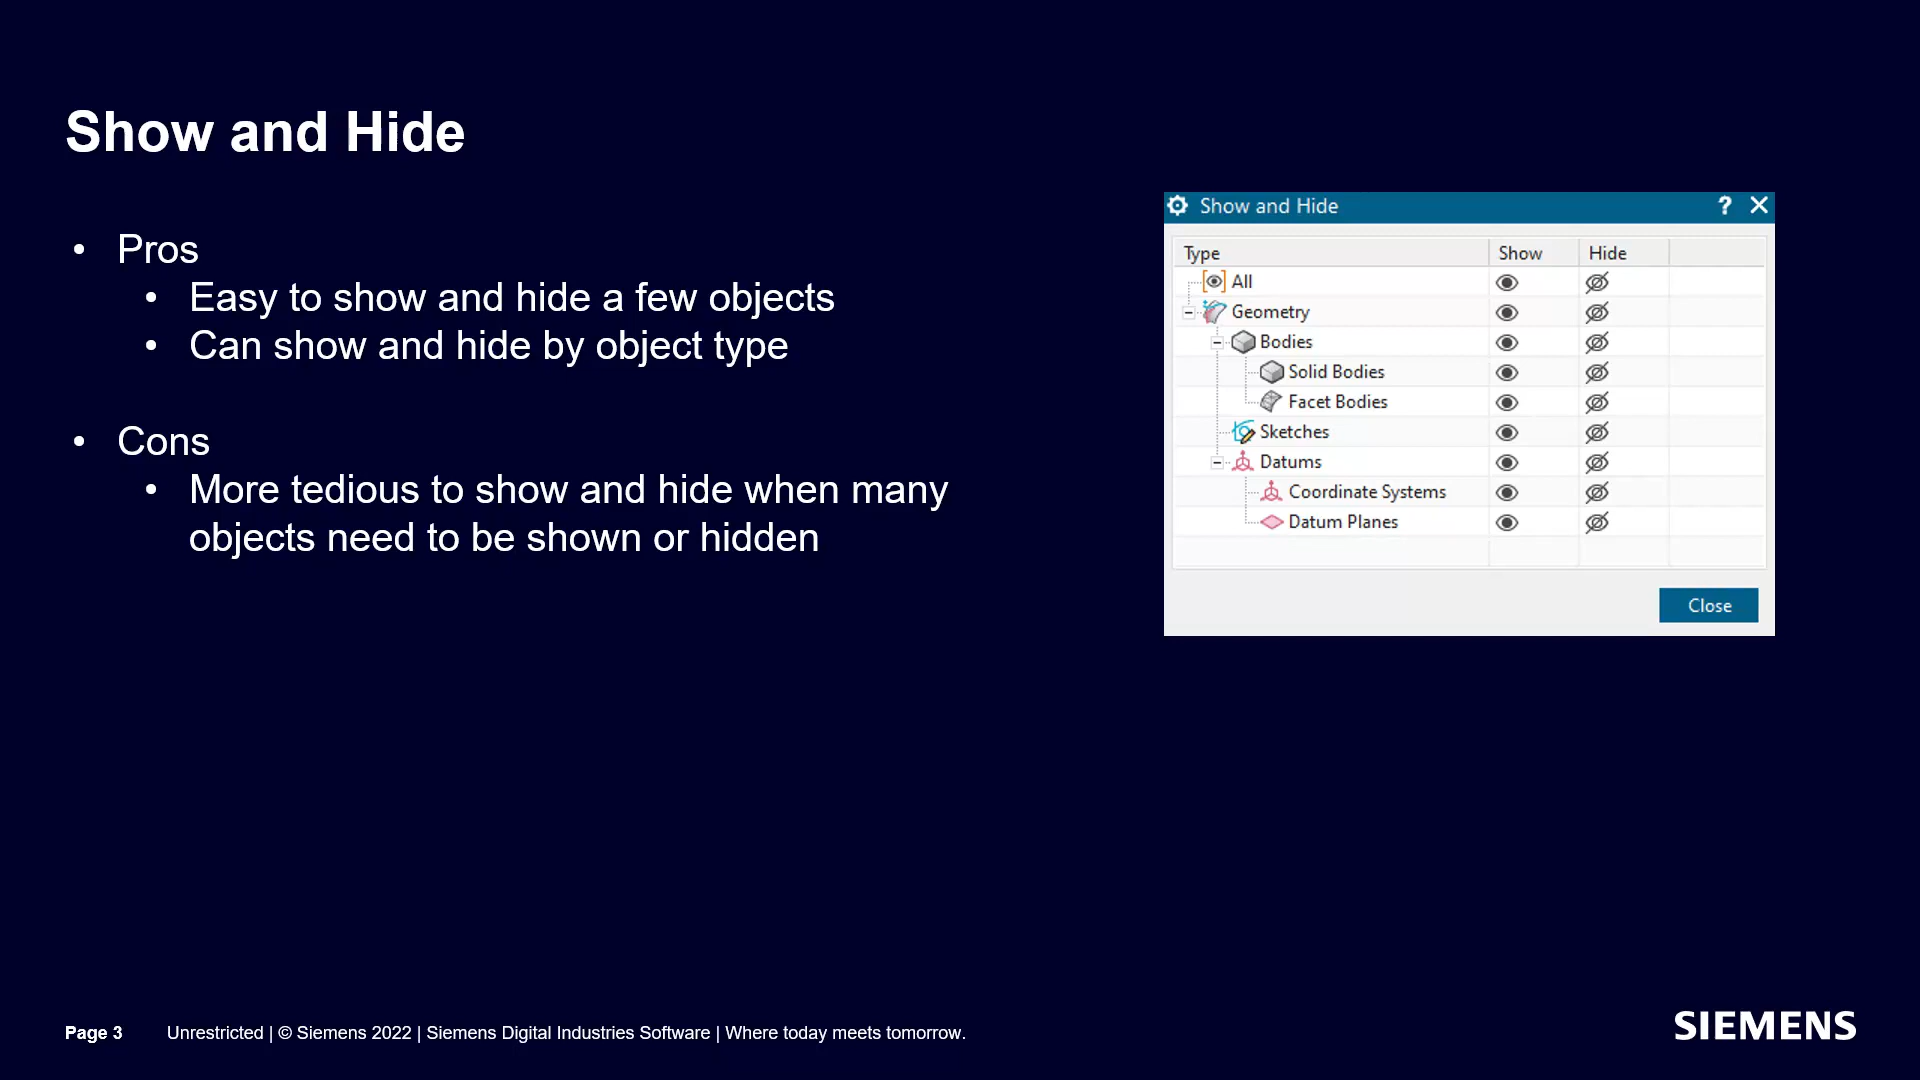 Show and Hide
• Pros
• Easy to show and hide a few objects
• Can show and hide by object type
• Cons
• More tedious to show and hide when many
objects need to be shown or hidden
Show and Hide ?
Type Show Hide
All
Geometry
Bodies
Solid Bodies
Facet Bodies
Sketches
Datums
Coordinate Systems
Datum Planes
Close
Page 3 Unrestricted | © Siemens 2022 | Siemens Digital Industries Software | Where today meets tomorrow.
SIEMENS